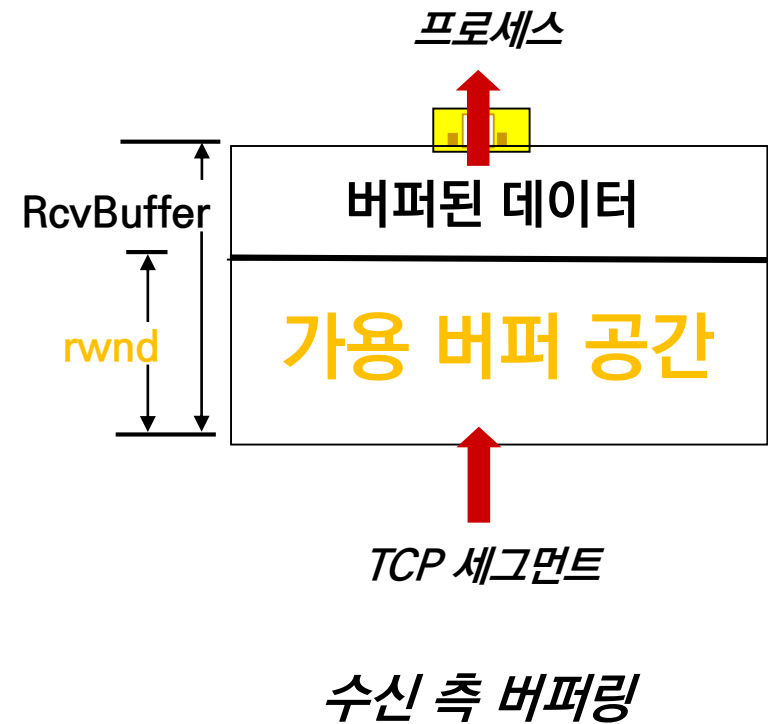 프로세스
버퍼된 데이터
RcvBuffer
rwnd
가용 버퍼 공간
TCP 세그먼트
수신 측 버퍼링